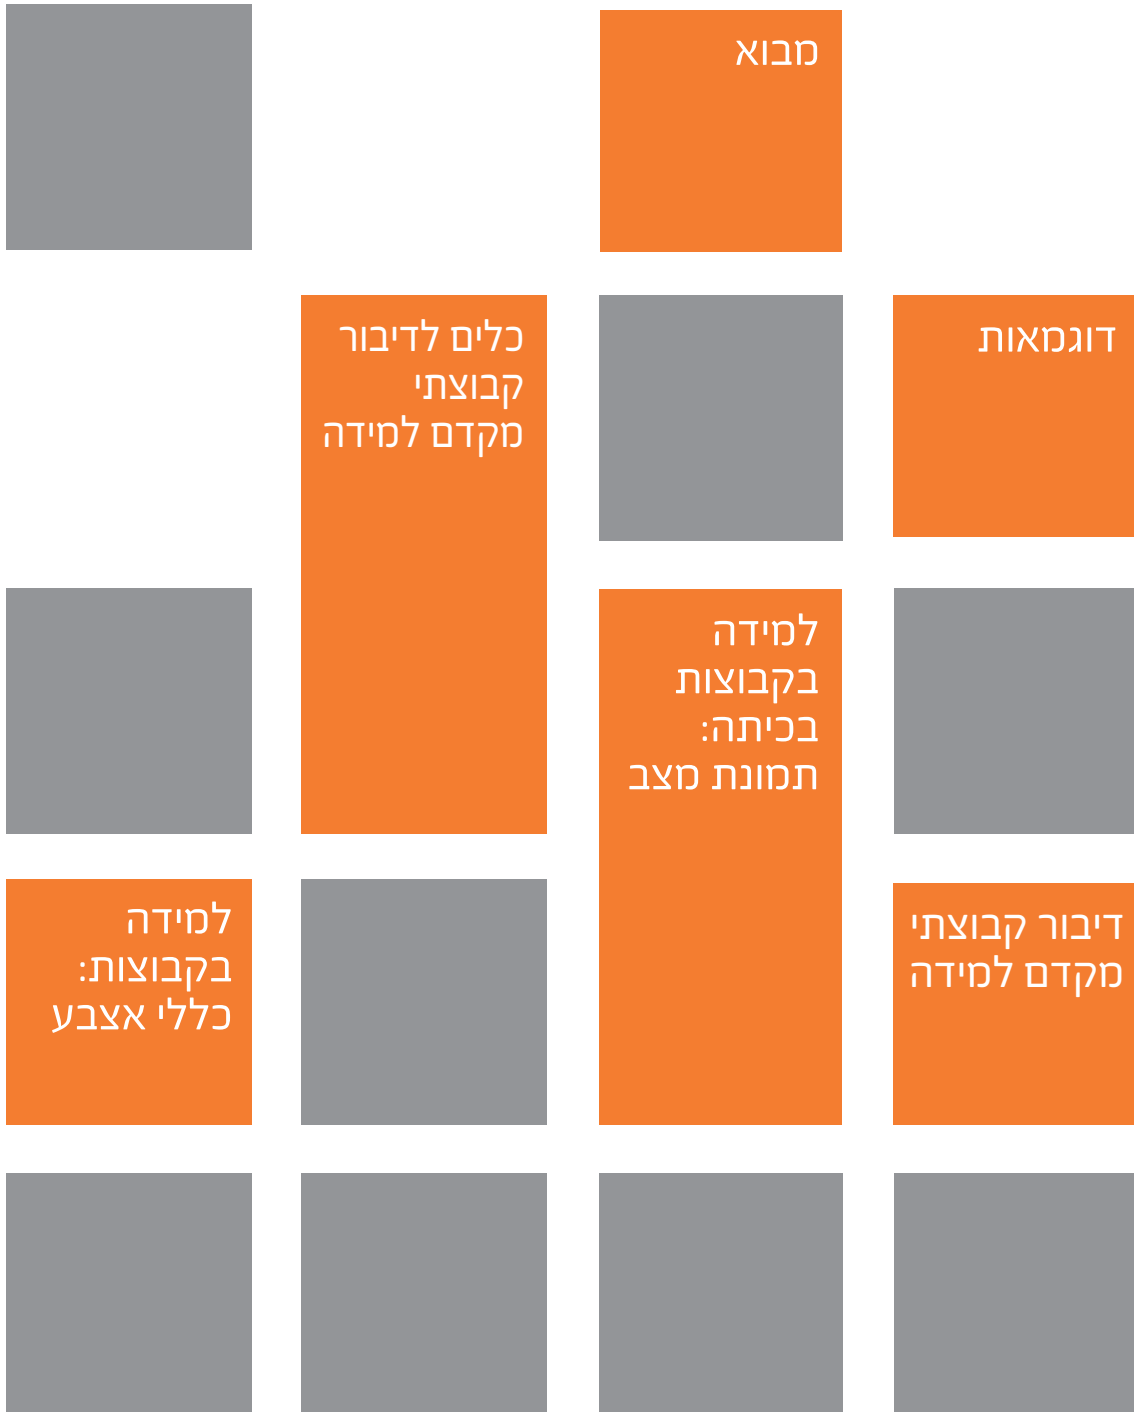 מבוא
דוגמאות
כלים לדיבור
קבוצתי
מקדם למידה
למידה
בקבוצות
בכיתה:
תמונת מצב
דיבור קבוצתי
מקדם למידה
למידה
בקבוצות:
כללי אצבע